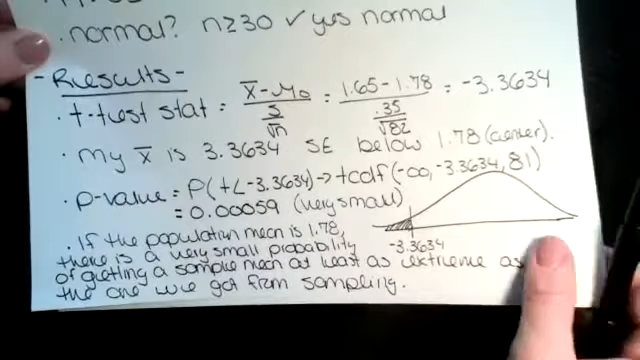 · normal? n≥30 ✓ yes normal
- Results -
· t-test stat = x̄-μ₀ / s/√n = 1.65-1.78 / .35/√82 = -3.3634
· My x̄ is 3.3634 SE below 1.78 (center).
· p-value = P(t<-3.3634) → tcdf(-∞, -3.3634, 81)
= 0.00059 (very small)
-3.3634
· If the population mean is 1.78,
there is a very small probability
of getting a sample mean at least as extreme as
the one we got from sampling.